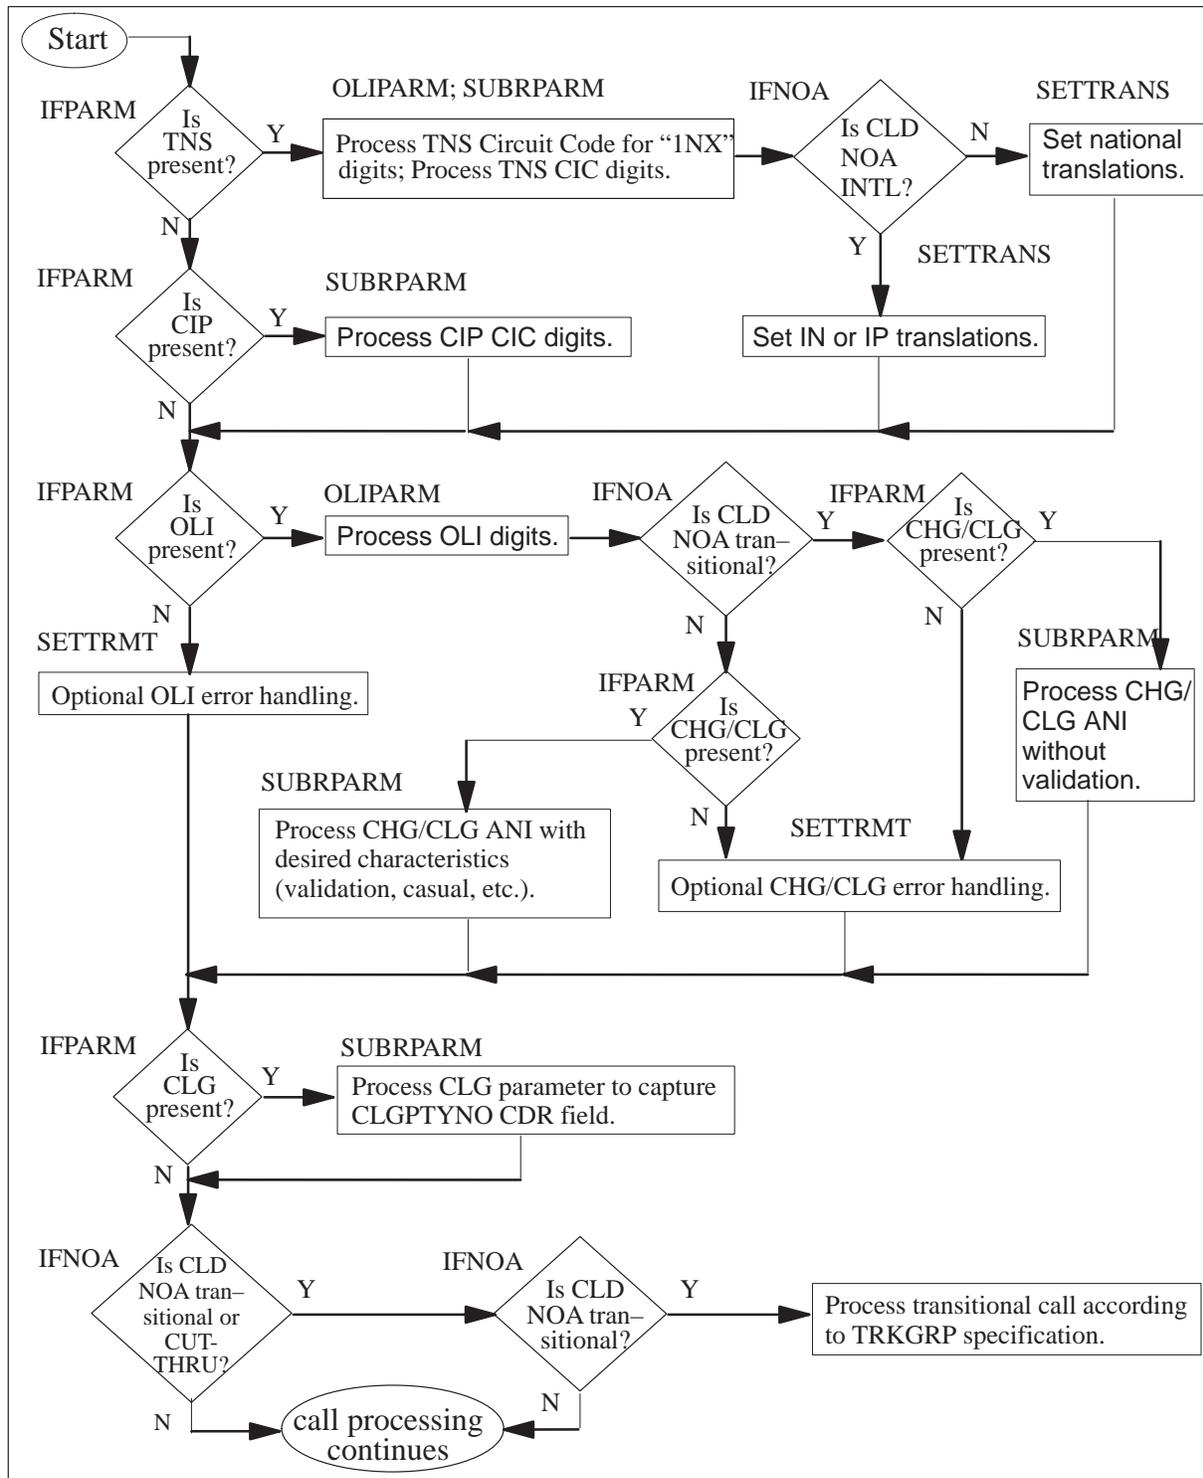 Start
IFPARM
Is
TNS
present?
Y
N
OLIPARM; SUBRPARM
Process TNS Circuit Code for “1NX”
digits; Process TNS CIC digits.
IFNOA
Is CLD
NOA
INTL?
N
Y
SETTRANS
Set national
translations.
SETTRANS
Set IN or IP translations.
IFPARM
Is
CIP
present?
Y
N
SUBRPARM
Process CIP CIC digits.
IFPARM
Is
OLI
present?
Y
N
OLIPARM
Process OLI digits.
IFNOA
Is CLD
NOA tran–
sitional?
Y
N
IFPARM
Is
CHG/CLG
present?
Y
N
SUBRPARM
Process CHG/
CLG ANI
without
validation.
SETTRMT
Optional OLI error handling.
IFPARM
Is
CHG/CLG
present?
Y
N
SUBRPARM
Process CHG/CLG ANI with
desired characteristics
(validation, casual, etc.).
SETTRMT
Optional CHG/CLG error handling.
IFPARM
Is
CLG
present?
Y
N
SUBRPARM
Process CLG parameter to capture
CLGPTYNO CDR field.
IFNOA
Is CLD
NOA tran–
sitional or
CUT-
THRU?
Y
N
IFNOA
Is CLD
NOA tran–
sitional?
Y
N
Process transitional call according
to TRKGRP specification.
call processing
continues